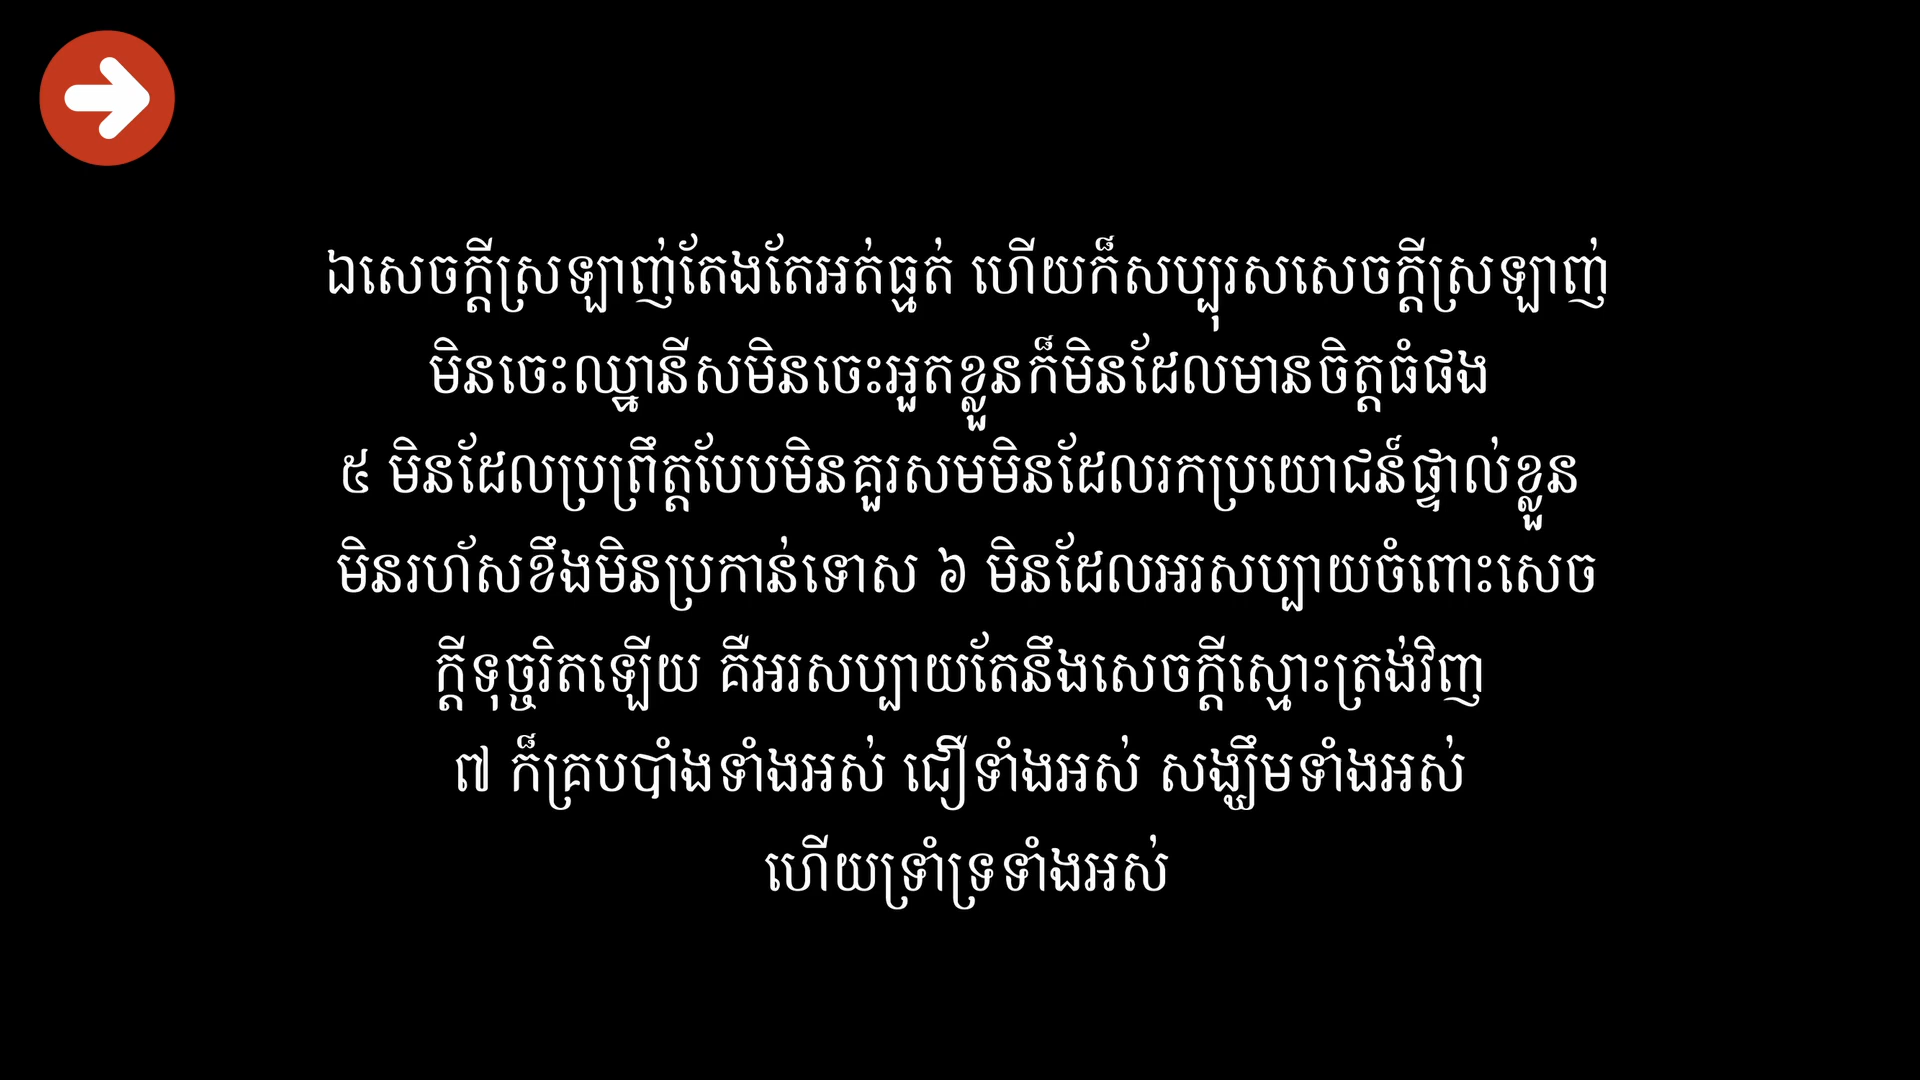 ឯសេចក្ដីស្រឡាញ់តែងតែអត់ធ្មត់ ហើយក៏សប្បុរសសេចក្ដីស្រឡាញ់
មិនចេះឈ្នានីសមិនចេះអួតខ្លួនក៏មិនដែលមានចិត្តធំផង
៥ មិនដែលប្រព្រឹត្តបែបមិនគួរសមមិនដែលរកប្រយោជន៍ផ្ទាល់ខ្លួន
មិនរហ័សខឹងមិនប្រកាន់ទោស ៦ មិនដែលអរសប្បាយចំពោះសេច
ក្ដីទុច្ចរិតឡើយ គឺអរសប្បាយតែនឹងសេចក្ដីស្មោះត្រង់វិញ
៧ ក៏គ្របបាំងទាំងអស់ ជឿទាំងអស់ សង្ឃឹមទាំងអស់
ហើយទ្រាំទ្រទាំងអស់